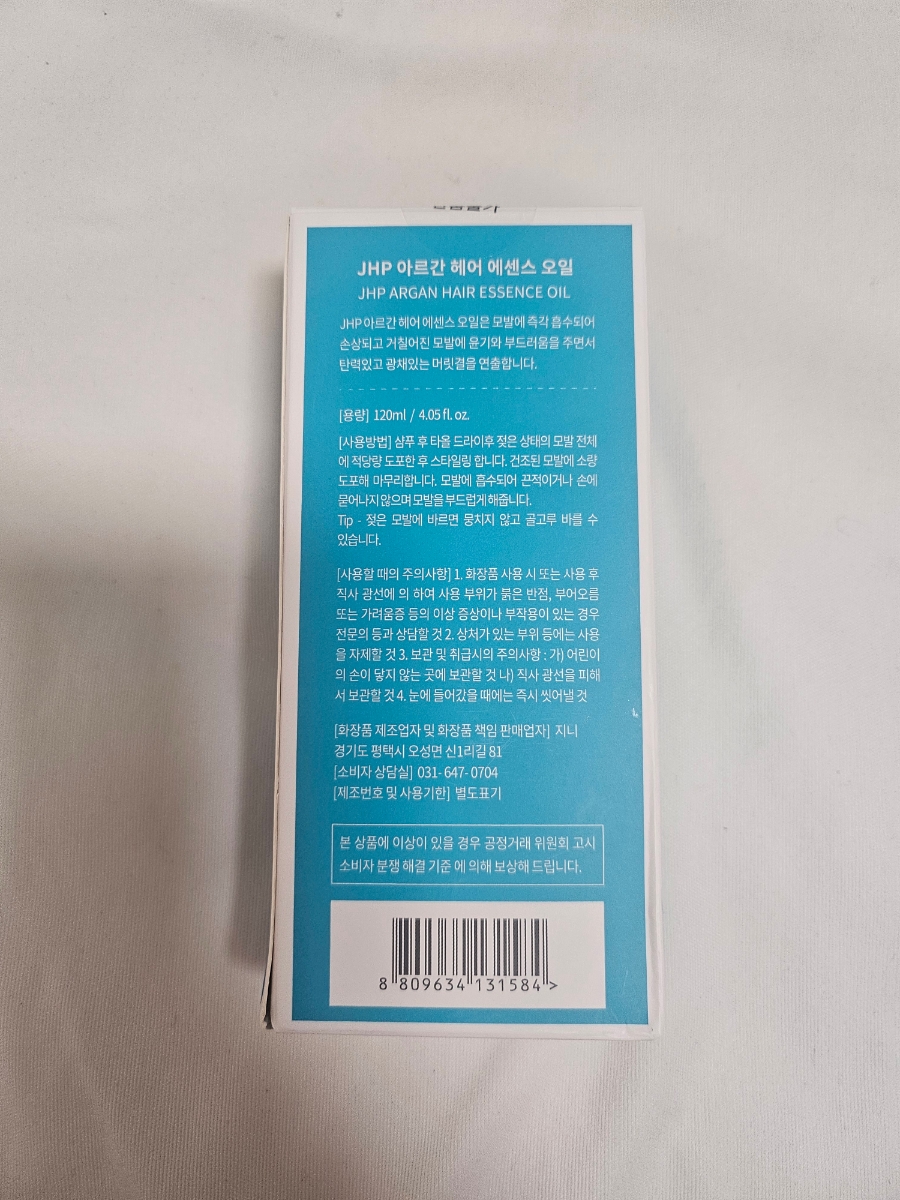 JHP 아르간 헤어 에센스 오일
JHP ARGAN HAIR ESSENCE OIL
JHP 아르간 헤어 에센스 오일은 모발에 즉각 흡수되어
손상되고 거칠어진 모발에 윤기와 부드러움을 주면서
탄력있고 광채있는 머릿결을 연출합니다.
[용량] 120ml / 4.05 fl. oz.
[사용방법] 샴푸 후 타올 드라이후 젖은 상태의 모발 전체
에 적당량 도포한 후 스타일링 합니다. 건조된 모발에 소량
도포해 마무리합니다. 모발에 흡수되어 끈적이거나 손에
묻어나지 않으며 모발을 부드럽게 해줍니다.
Tip - 젖은 모발에 바르면 뭉치지 않고 골고루 바를 수
있습니다.
[사용할 때의 주의사항] 1. 화장품 사용 시 또는 사용 후
직사 광선에 의 하여 사용 부위가 붉은 반점, 부어오름
또는 가려움증 등의 이상 증상이나 부작용이 있는 경우
전문의 등과 상담할 것 2. 상처가 있는 부위 등에는 사용
을 자제할 것 3. 보관 및 취급시의 주의사항 : 가) 어린이
의 손이 닿지 않는 곳에 보관할 것 나) 직사 광선을 피해
서 보관할 것 4. 눈에 들어갔을 때에는 즉시 씻어낼 것
[화장품 제조업자 및 화장품 책임 판매업자] 지니
경기도 평택시 오성면 신1리길 81
[소비자 상담실] 031- 647- 0704
[제조번호 및 사용기한] 별도표기
본 상품에 이상이 있을 경우 공정거래 위원회 고시
소비자 분쟁 해결 기준 에 의해 보상해 드립니다.
8 809634 131584 >